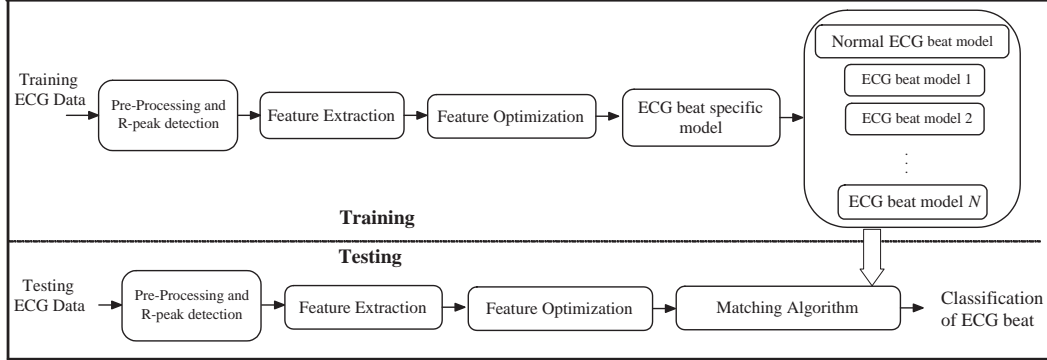 Training
ECG Data
Pre-Processing and
R-peak detection
Feature Extraction
Feature Optimization
ECG beat specific
model
Normal ECG beat model
ECG beat model 1
ECG beat model 2
.
.
.
ECG beat model N
Training
Testing
Testing
ECG Data
Pre-Processing and
R-peak detection
Feature Extraction
Feature Optimization
Matching Algorithm
Classification
of ECG beat